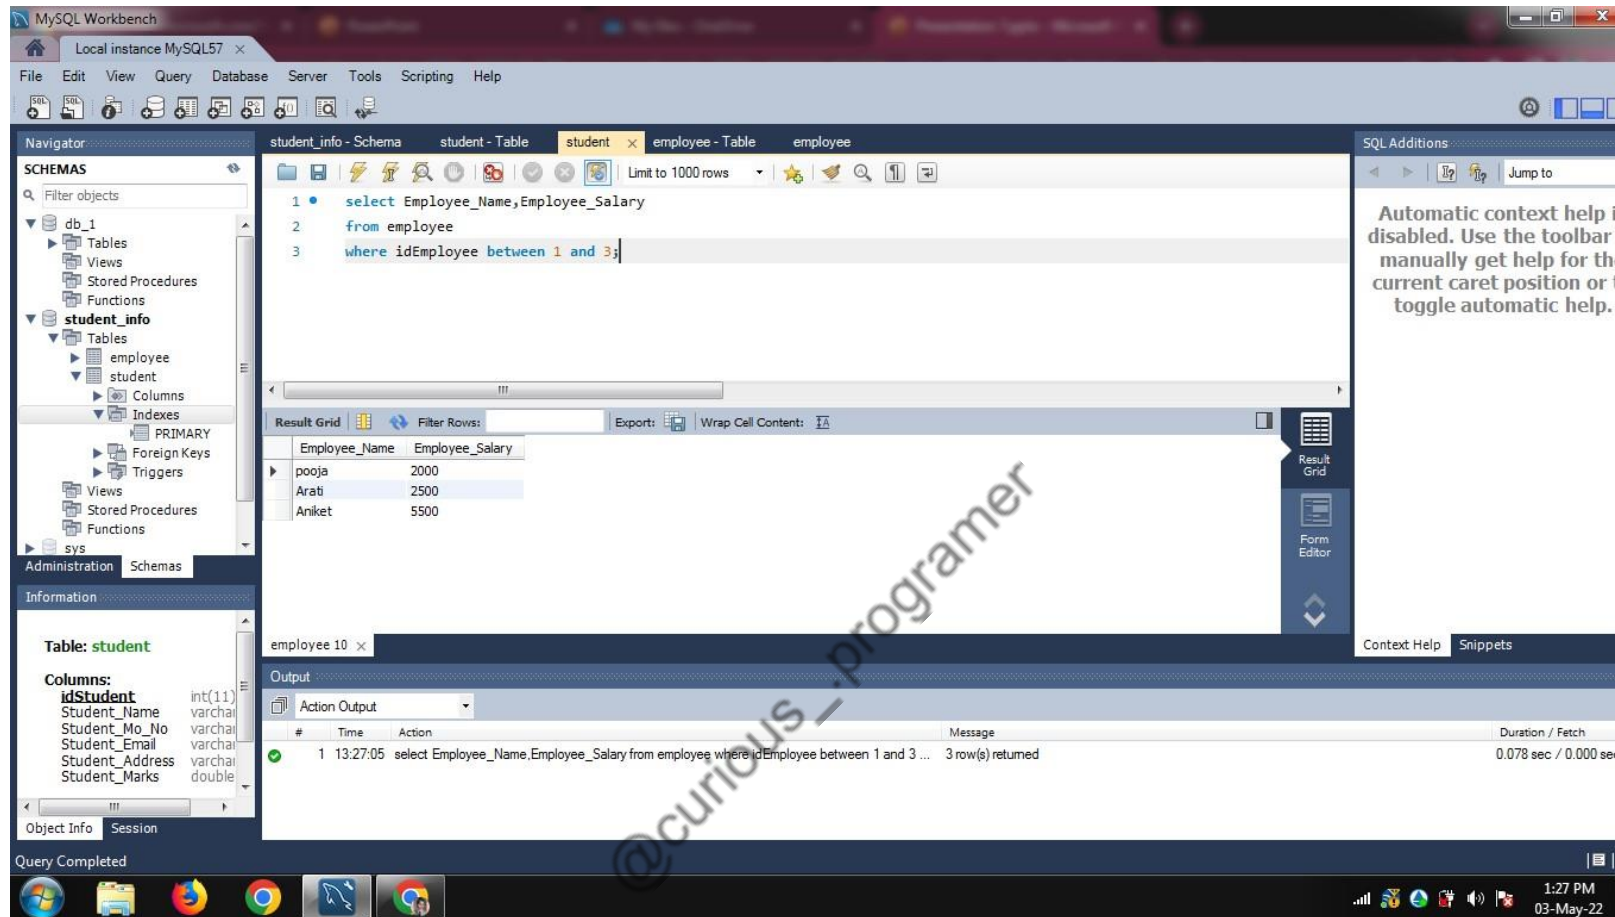 MySQL Workbench
Local instance MySQL57
File Edit View Query Database Server Tools Scripting Help
Navigator
SCHEMAS
Filter objects
db_1
Tables
Views
Stored Procedures
Functions
student_info
Tables
employee
student
Columns
Indexes
PRIMARY
Foreign Keys
Triggers
Views
Stored Procedures
Functions
sys
Administration Schemas
Information
Table: student
Columns:
idStudent int(11)
Student_Name varchar
Student_Mo_No varchar
Student_Email varchar
Student_Address varchar
Student_Marks double
Object Info Session
Query Completed
student_info - Schema student - Table student employee - Table employee
Limit to 1000 rows
1 select Employee_Name,Employee_Salary
2 from employee
3 where idEmployee between 1 and 3;
Result Grid Filter Rows: Export: Wrap Cell Content:
Employee_Name Employee_Salary
pooja 2000
Arati 2500
Aniket 5500
Result Grid
Form Editor
employee 10
Output
Action Output
# Time Action Message Duration / Fetch
1 13:27:05 select Employee_Name,Employee_Salary from employee where idEmployee between 1 and 3 ... 3 row(s) returned 0.078 sec / 0.000 sec
SQL Additions
Jump to
Automatic context help i
disabled. Use the toolbar
manually get help for the
current caret position or t
toggle automatic help.
Context Help Snippets
@curious_.programer
1:27 PM
03-May-22